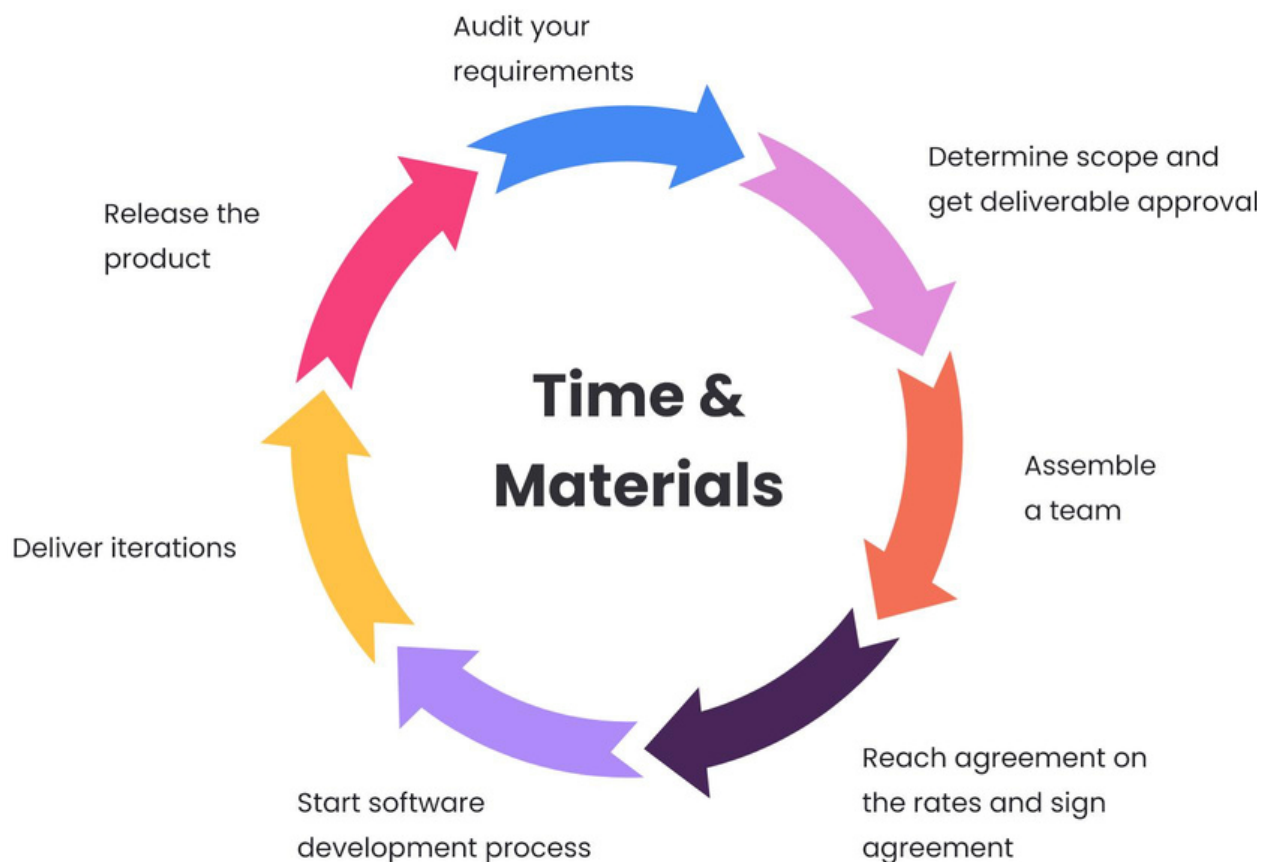 Audit your
requirements
Determine scope and
get deliverable approval
Assemble
a team
Reach agreement on
the rates and sign
agreement
Start software
development process
Deliver iterations
Release the
product
Time &
Materials